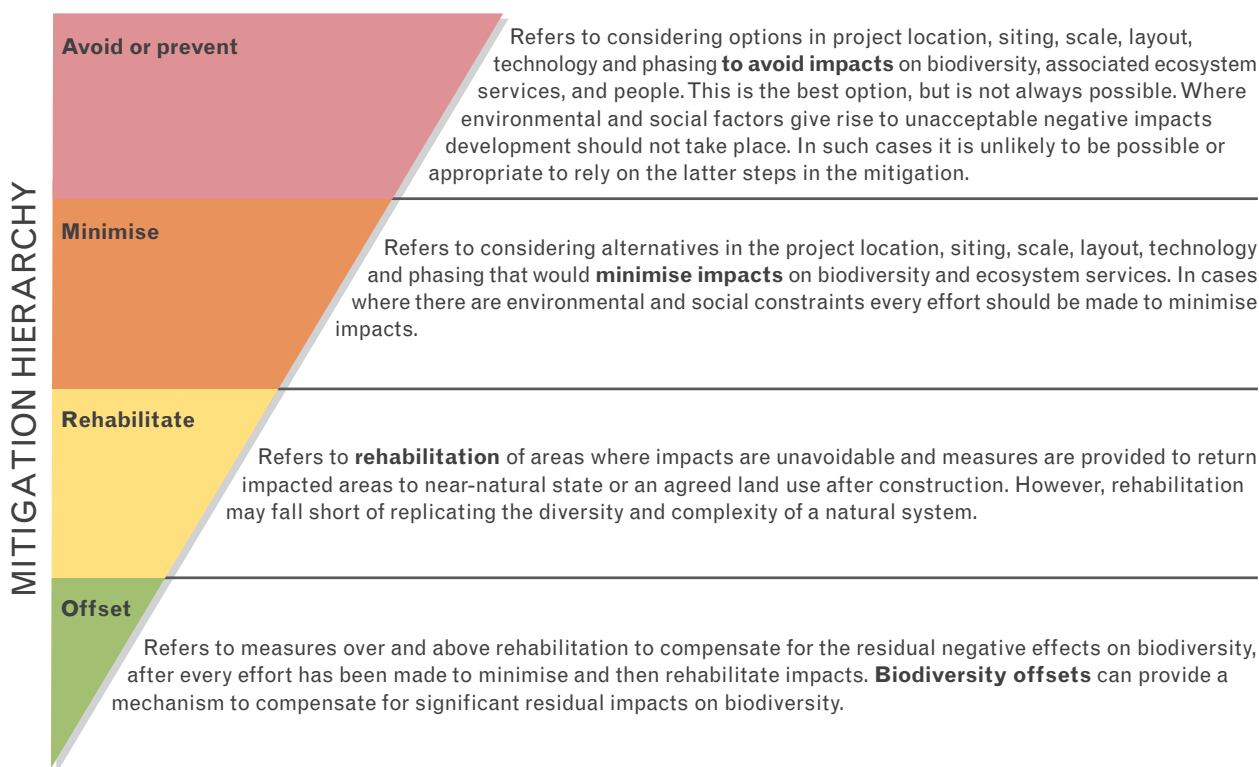 MITIGATION HIERARCHY
Avoid or prevent
Refers to considering options in project location, siting, scale, layout,
technology and phasing to avoid impacts on biodiversity, associated ecosystem
services, and people. This is the best option, but is not always possible. Where
environmental and social factors give rise to unacceptable negative impacts
development should not take place. In such cases it is unlikely to be possible or
appropriate to rely on the latter steps in the mitigation.
Minimise
Refers to considering alternatives in the project location, siting, scale, layout, technology
and phasing that would minimise impacts on biodiversity and ecosystem services. In cases
where there are environmental and social constraints every effort should be made to minimise
impacts.
Rehabilitate
Refers to rehabilitation of areas where impacts are unavoidable and measures are provided to return
impacted areas to near-natural state or an agreed land use after construction. However, rehabilitation
may fall short of replicating the diversity and complexity of a natural system.
Offset
Refers to measures over and above rehabilitation to compensate for the residual negative effects on biodiversity,
after every effort has been made to minimise and then rehabilitate impacts. Biodiversity offsets can provide a
mechanism to compensate for significant residual impacts on biodiversity.